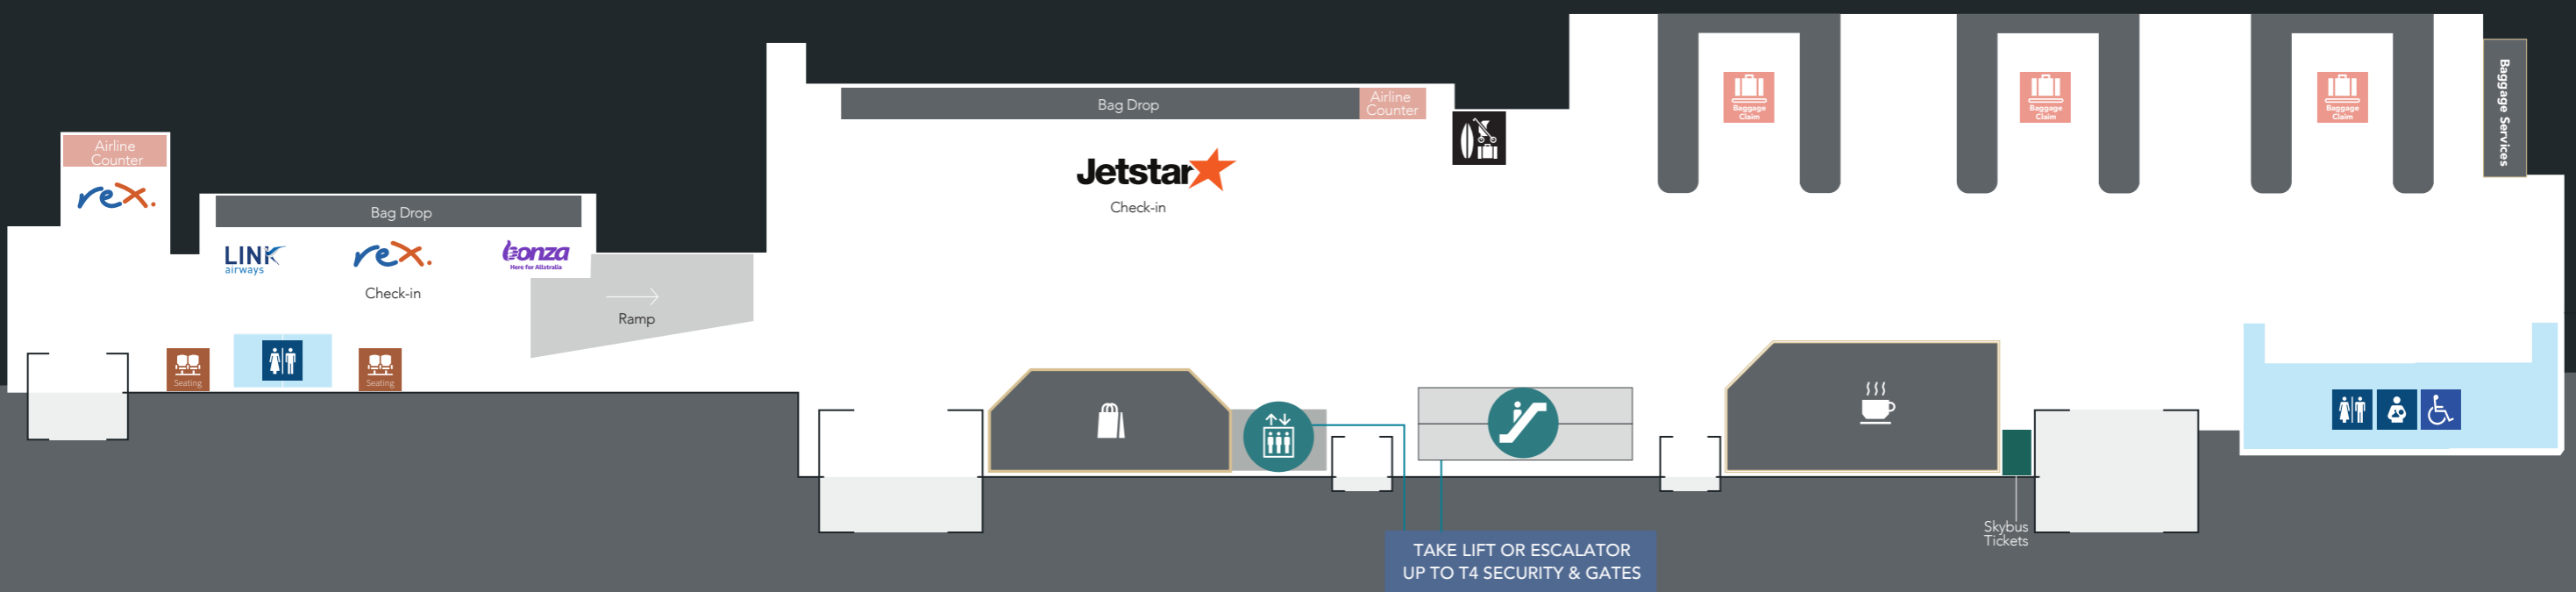 Airline
Counter
rex.
Bag Drop
LINK
airways
rex.
Check-in
bonza
Here for Allstralia
Ramp
Seating
Seating
Bag Drop
Airline
Counter
Jetstar
Check-in
Baggage
Claim
Baggage
Claim
Baggage
Claim
Baggage Services
Skybus
Tickets
TAKE LIFT OR ESCALATOR
UP TO T4 SECURITY & GATES